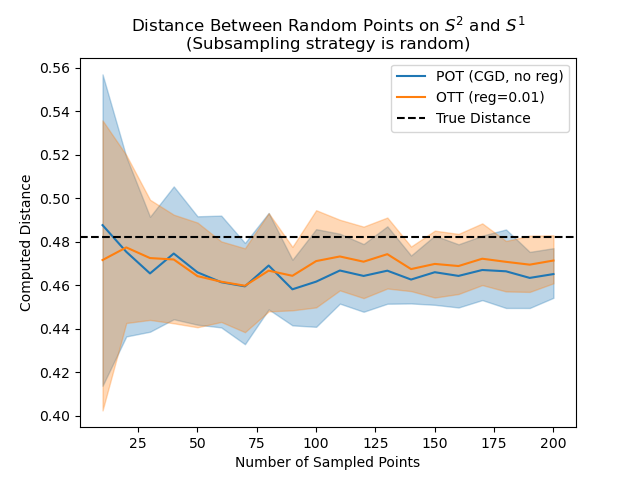 Distance Between Random Points on $S^2$ and $S^1$
(Subsampling strategy is random)
POT (CGD, no reg)
OTT (reg=0.01)
True Distance
Computed Distance
0.56
0.54
0.52
0.50
0.48
0.46
0.44
0.42
0.40
25 50 75 100 125 150 175 200
Number of Sampled Points